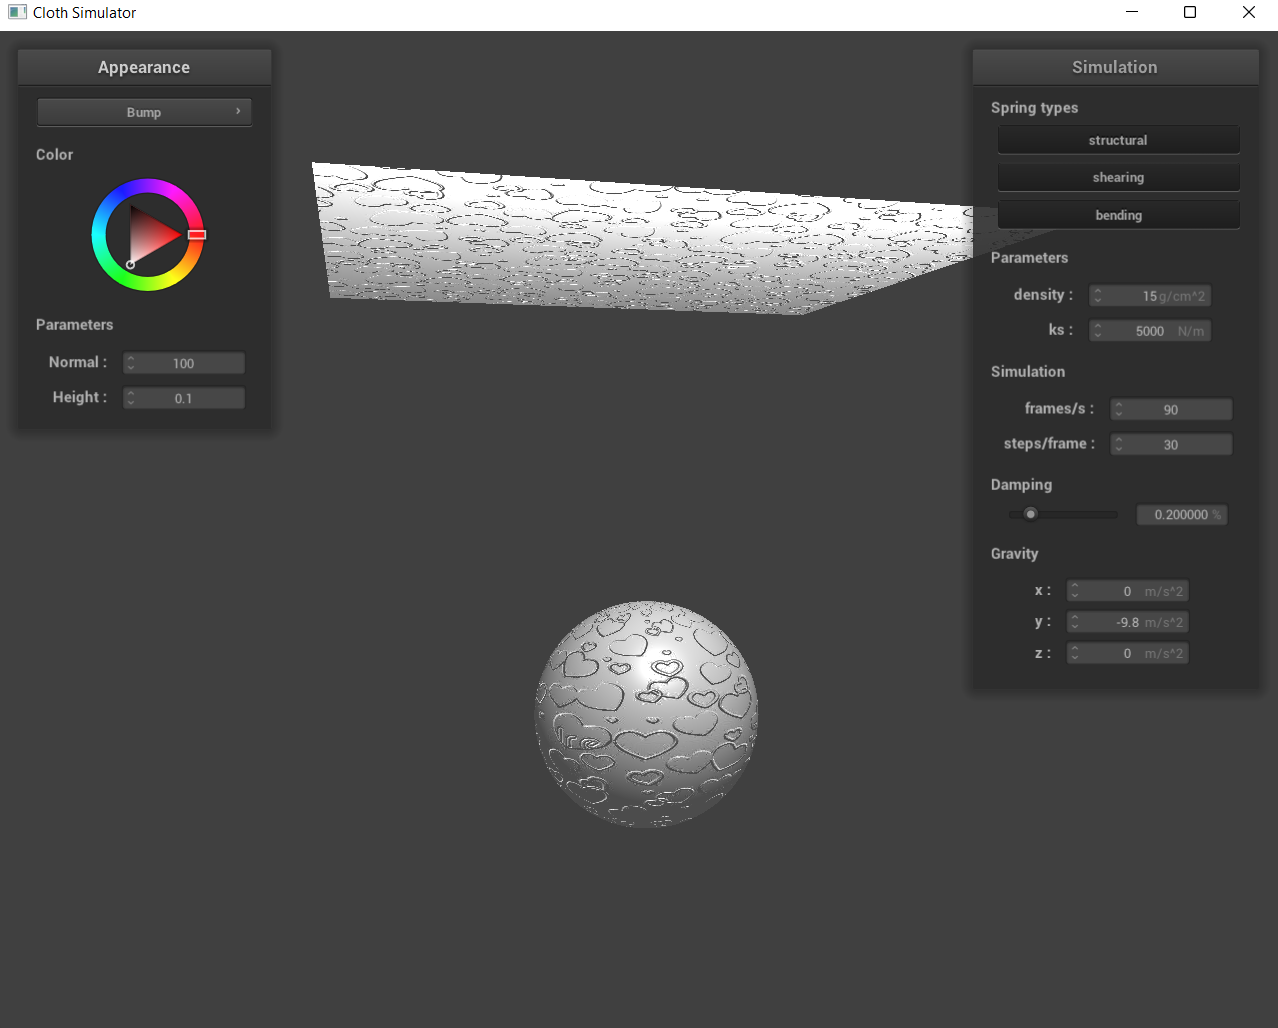 Cloth Simulator
Appearance
Bump
Color
Parameters
Normal : 100
Height : 0.1
Simulation
Spring types
structural
shearing
bending
Parameters
density : 15 g/cm^2
ks : 5000 N/m
Simulation
frames/s : 90
steps/frame : 30
Damping
0.200000 %
Gravity
x : 0 m/s^2
y : -9.8 m/s^2
z : 0 m/s^2